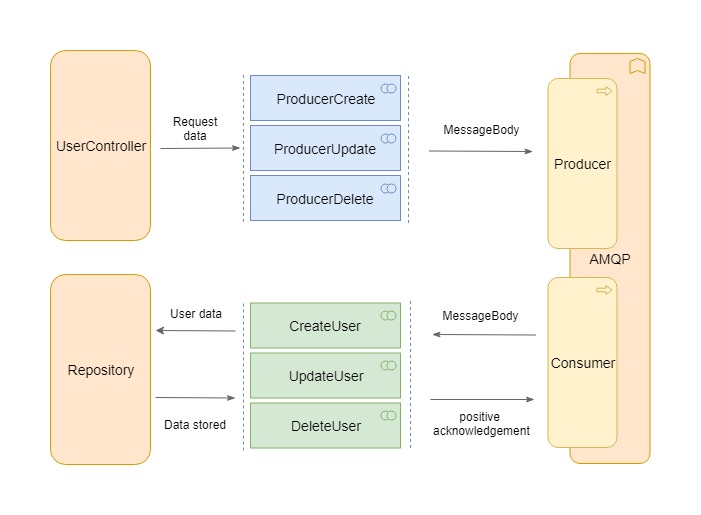 UserController
Request
data
ProducerCreate
ProducerUpdate
ProducerDelete
MessageBody
Producer
AMQP
Repository
User data
Data stored
CreateUser
UpdateUser
DeleteUser
MessageBody
positive
acknowledgement
Consumer